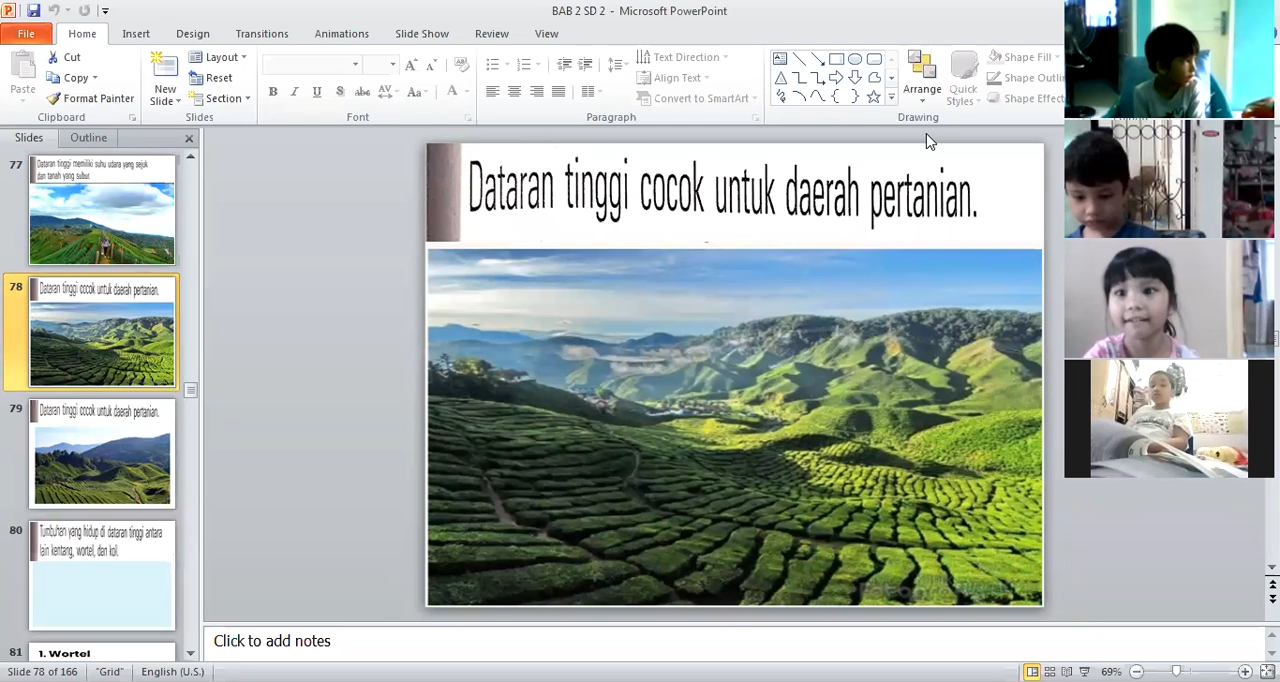 BAB 2 SD 2 - Microsoft PowerPoint
File Home Insert Design Transitions Animations Slide Show Review View
Paste
Cut
Copy
Format Painter
Clipboard
New Slide
Layout
Reset
Section
Slides
B I U S abc AV Aa A
Font
Text Direction
Align Text
Convert to SmartArt
Paragraph
Arrange
Quick Styles
Shape Fill
Shape Outli
Shape Effect
Drawing
Slides Outline
77
Dataran tinggi memiliki suhu udara yang sejuk
dan tanah yang subur.
78
Dataran tinggi cocok untuk daerah pertanian.
79
Dataran tinggi cocok untuk daerah pertanian.
80
Tumbuhan yang hidup di dataran tinggi antara
lain kentang, wortel, dan kol.
81
1. Wortel
Dataran tinggi cocok untuk daerah pertanian.
Click to add notes
Slide 78 of 166 "Grid" English (U.S.) 69%